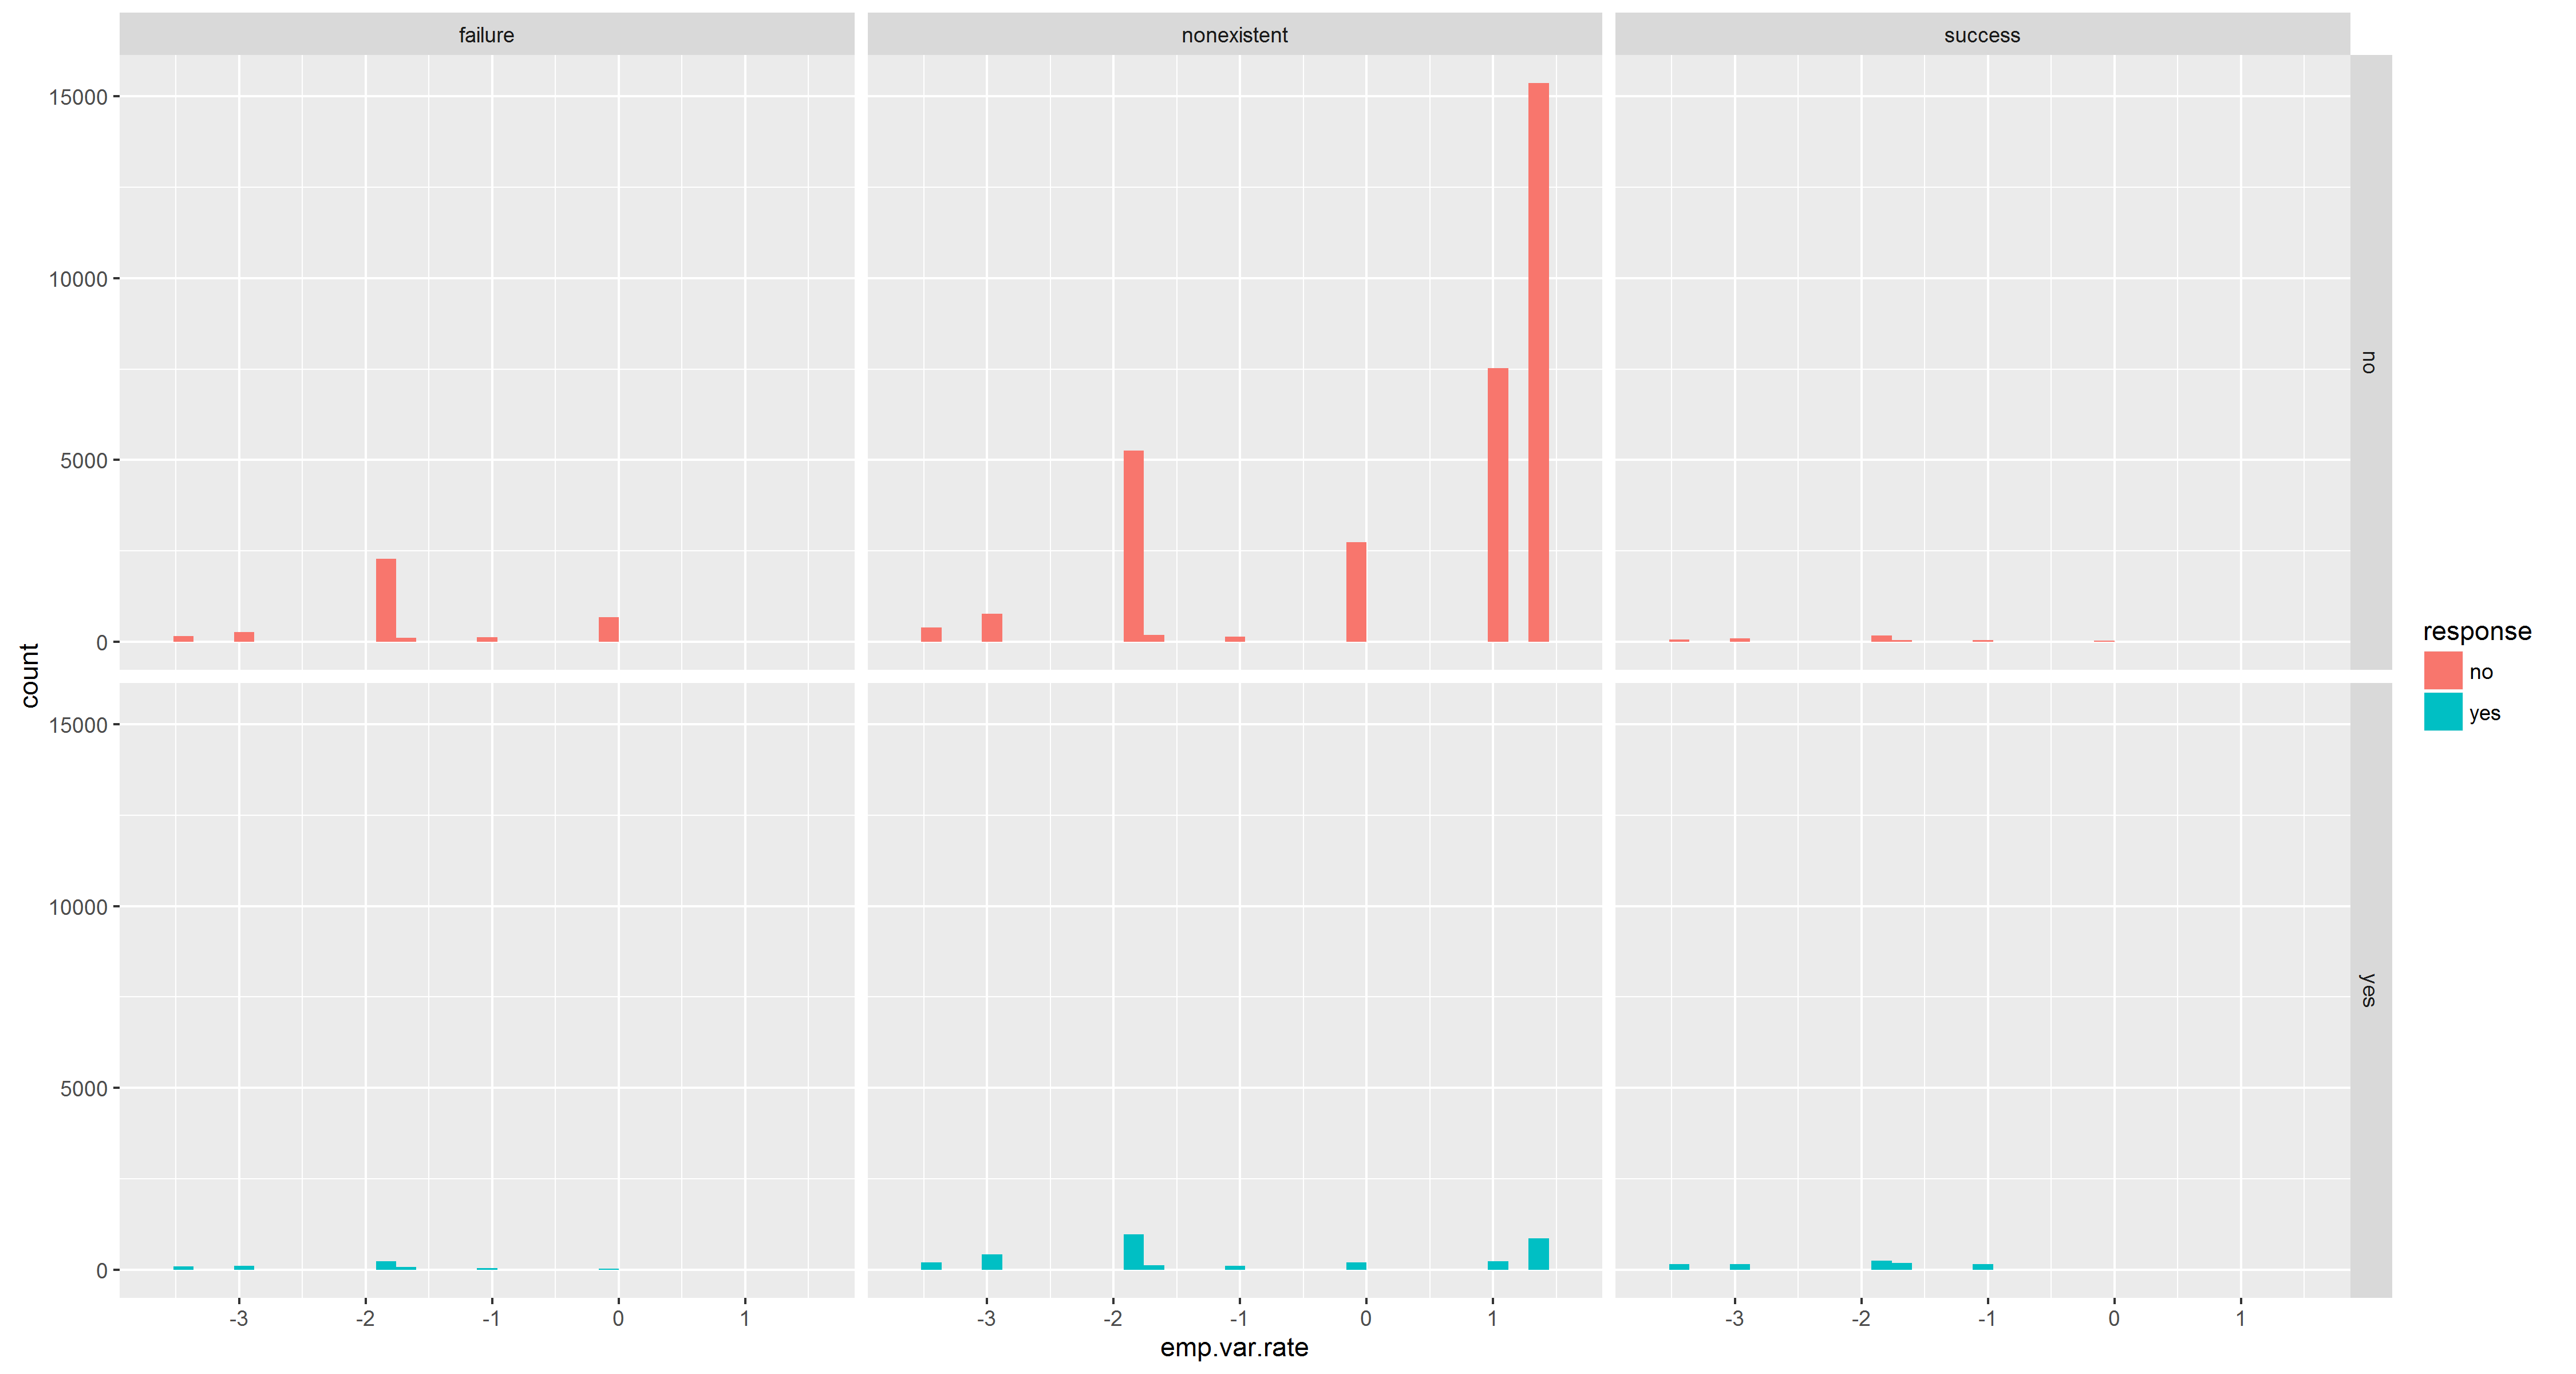 failure nonexistent success
15000
10000
5000
0
no
count
15000
10000
5000
0
yes
-3 -2 -1 0 1 -3 -2 -1 0 1 -3 -2 -1 0 1
emp.var.rate
response
no
yes